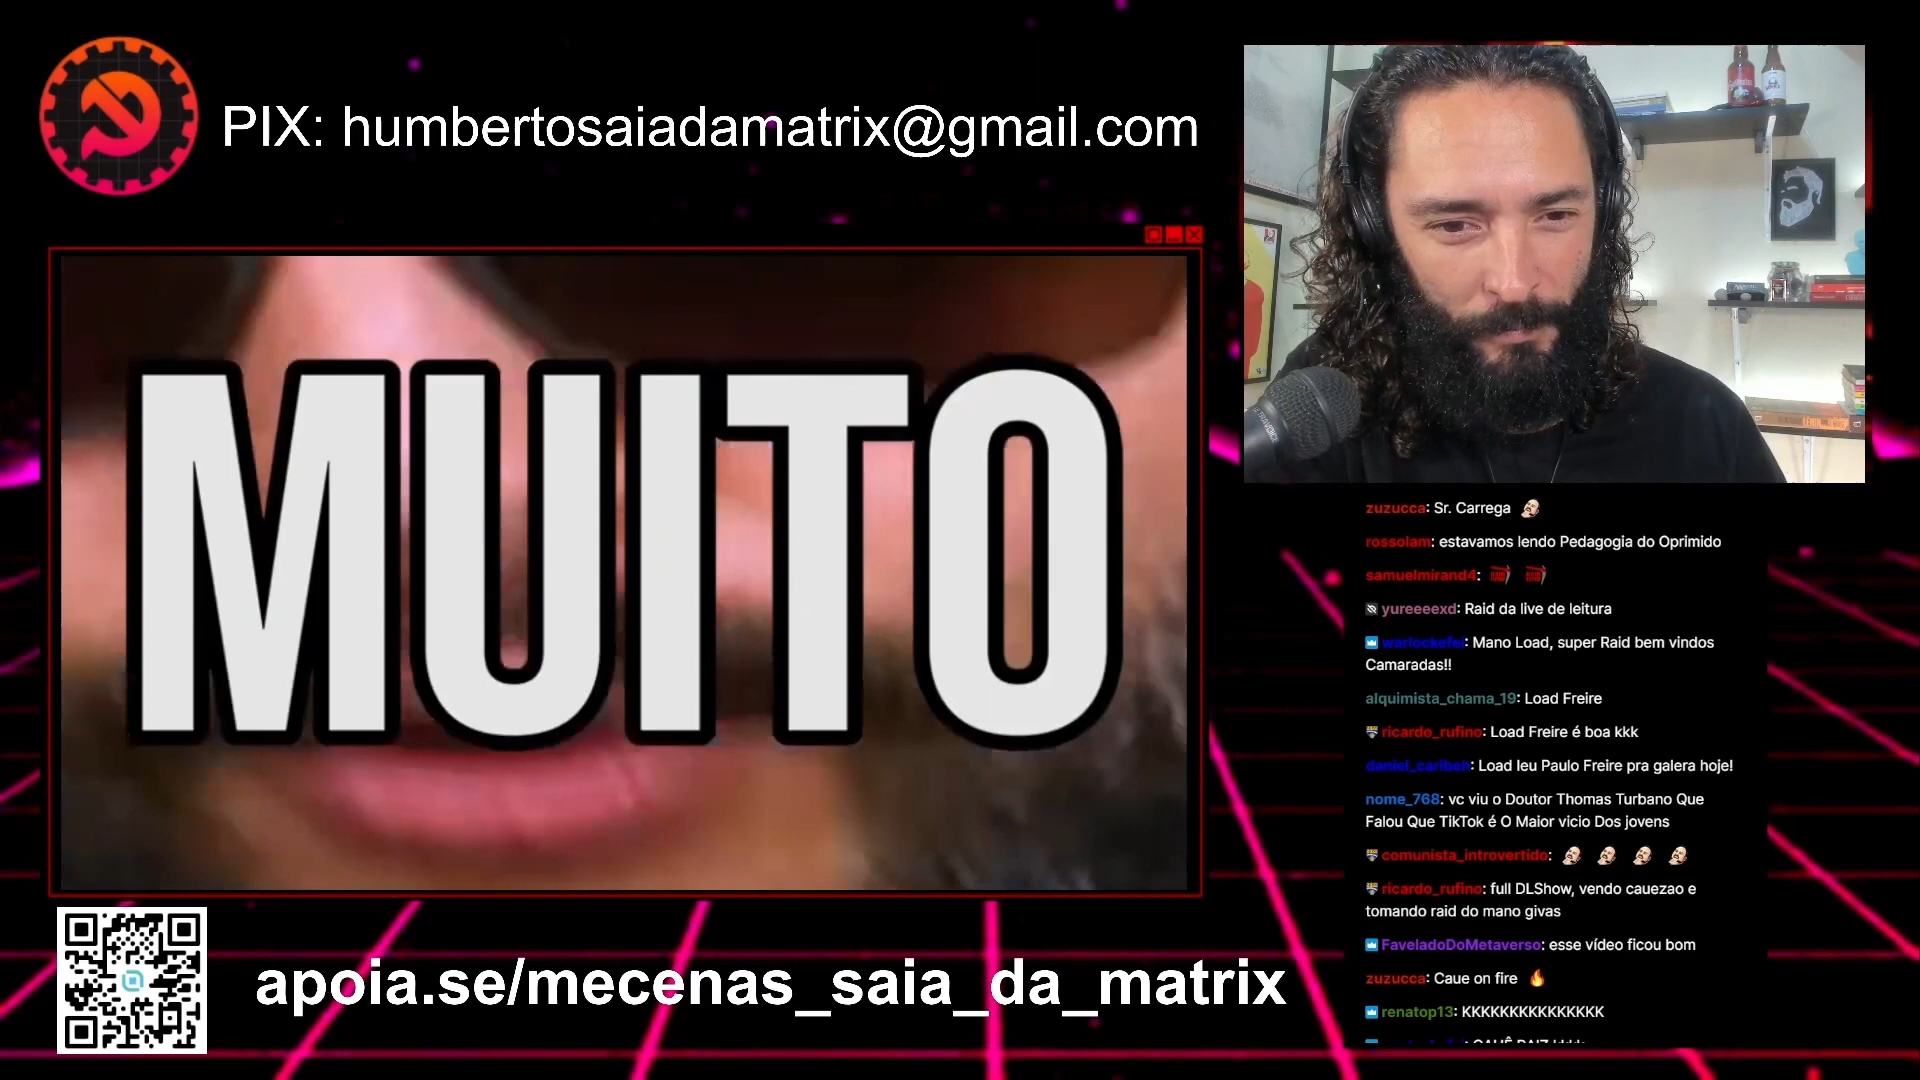 PIX: humbertosaiadamatrix@gmail.com
MUITO
apoia.se/mecenas_saia_da_matrix
zuzucca: Sr. Carrega
rossolam: estavamos lendo Pedagogia do Oprimido
samuelmirand4:
yureeeexd: Raid da live de leitura
warlockefel: Mano Load, super Raid bem vindos
Camaradas!!
alquimista_chama_19: Load Freire
ricardo_rufino: Load Freire é boa kkk
daniel_caribeh: Load leu Paulo Freire pra galera hoje!
nome_768: vc viu o Doutor Thomas Turbano Que
Falou Que TikTok é O Maior vicio Dos jovens
comunista_introvertido:
ricardo_rufino: full DLShow, vendo cauezao e
tomando raid do mano givas
FaveladoDoMetaverso: esse vídeo ficou bom
zuzucca: Caue on fire
renatop13: KKKKKKKKKKKKKKK